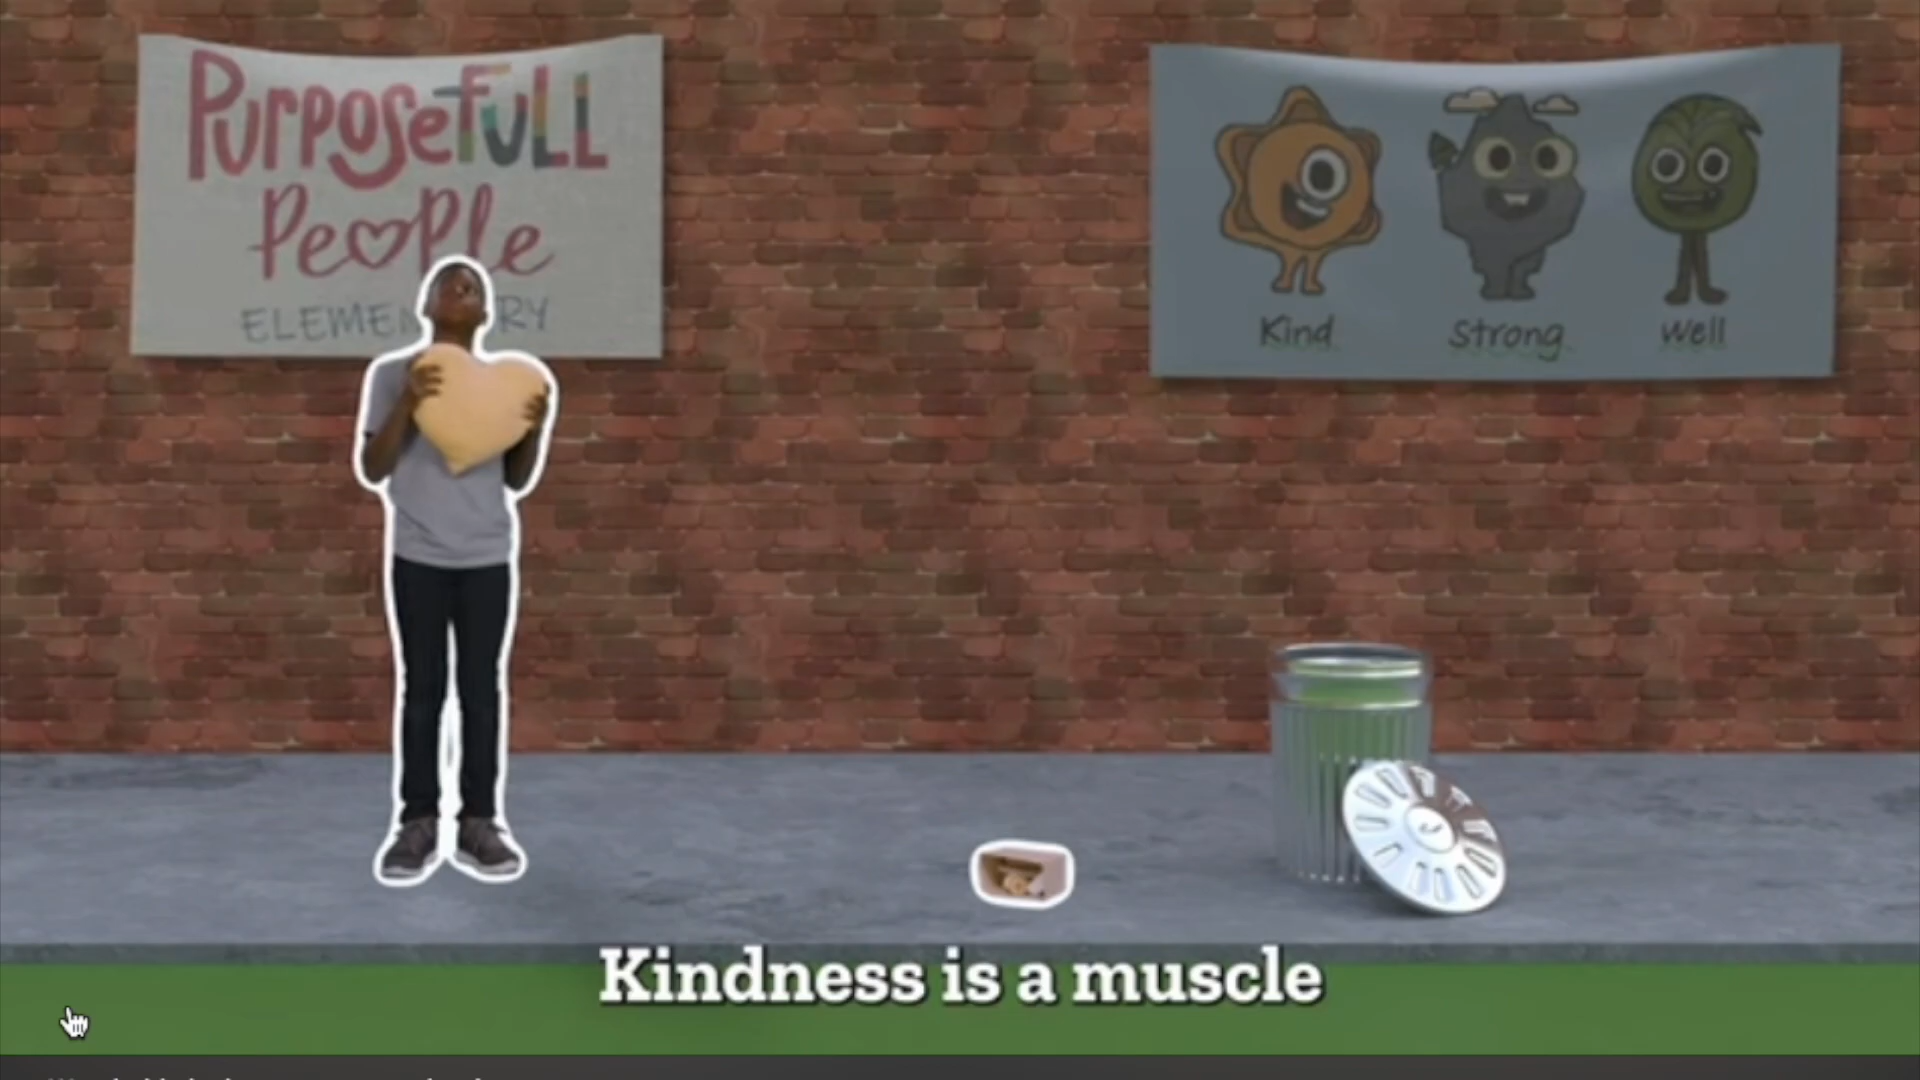 PurposeFULL
People
Kind
strong
well
Kindness is a muscle